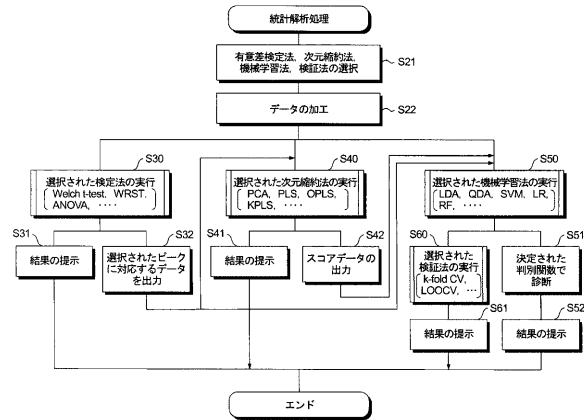 統計解析処理
有意差検定法, 次元縮約法,
機械学習法, 検証法の選択
S21
データの加工
S22
S30
選択された検定法の実行
Welch t-test, WRST,
ANOVA, ‥‥
S40
選択された次元縮約法の実行
PCA, PLS, OPLS,
KPLS, ‥‥
S50
選択された機械学習法の実行
LDA, QDA, SVM, LR,
RF, ‥‥
S31
結果の提示
S32
選択されたピーク
に対応するデータ
を出力
S41
結果の提示
S42
スコアデータの
出力
S60
選択された
検証法の実行
k-fold CV,
LOOCV, ‥
S51
決定された
判別関数で
診断
S61
結果の提示
S52
結果の提示
エンド